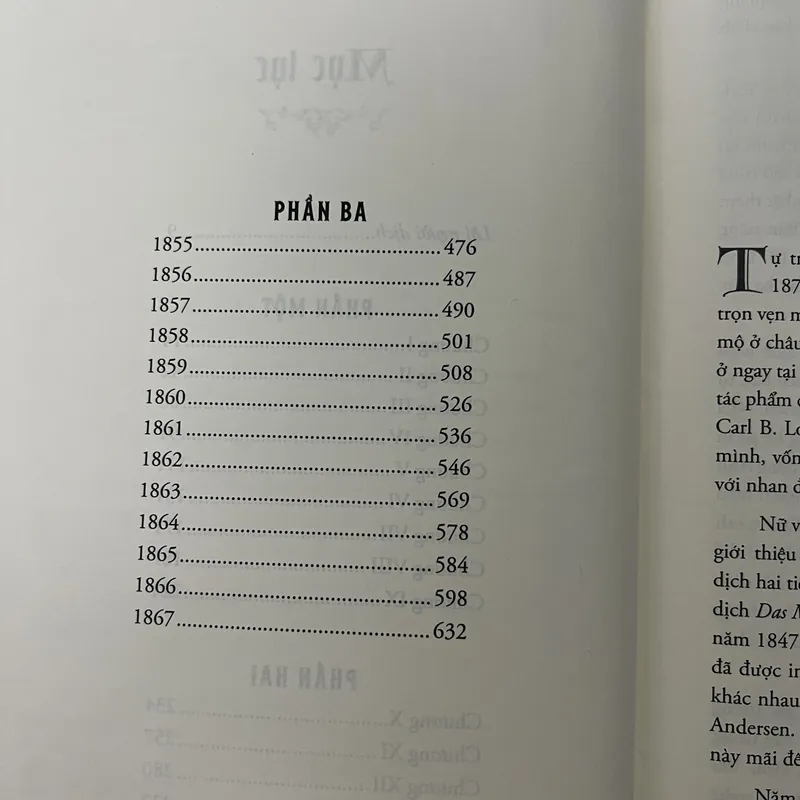 PHẦN BA
1855........................................476
1856........................................487
1857........................................490
1858........................................501
1859........................................508
1860........................................526
1861........................................536
1862........................................546
1863........................................569
1864........................................578
1865........................................584
1866........................................598
1867........................................632
Tự tr
187
trọn vẹn m
mộ ở châu
ở ngay tại
tác phẩm
Carl B. Lo
mình, vốn
với nhan đ
Nữ v
giới thiệu
dịch hai ti
dịch Das M
năm 1847
đã được in
khác nhau
Andersen.
này mãi đế
Năm